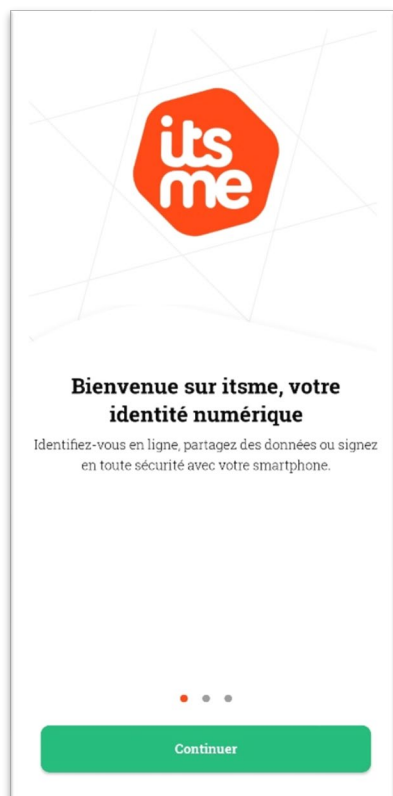 its
me
Bienvenue sur itsme, votre
identité numérique
Identifiez-vous en ligne, partagez des données ou signez
en toute sécurité avec votre smartphone.
Continuer